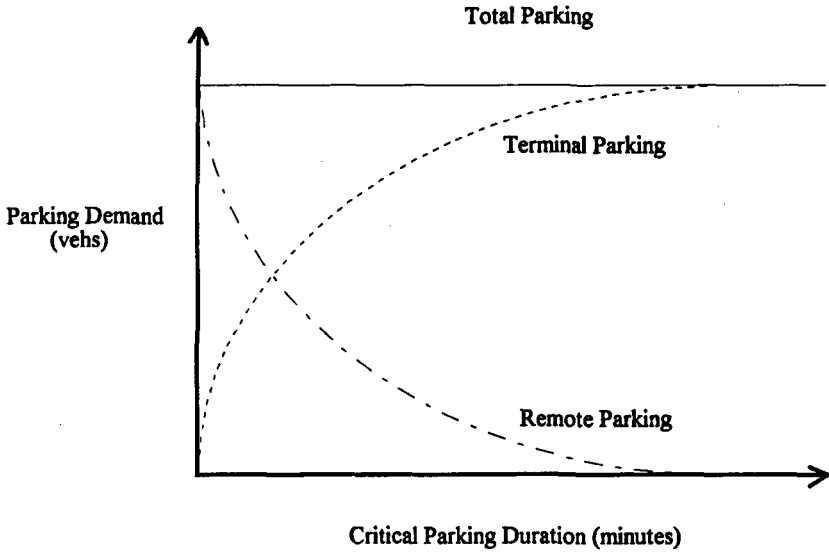 Total Parking
Terminal Parking
Parking Demand
(vehs)
Remote Parking
Critical Parking Duration (minutes)